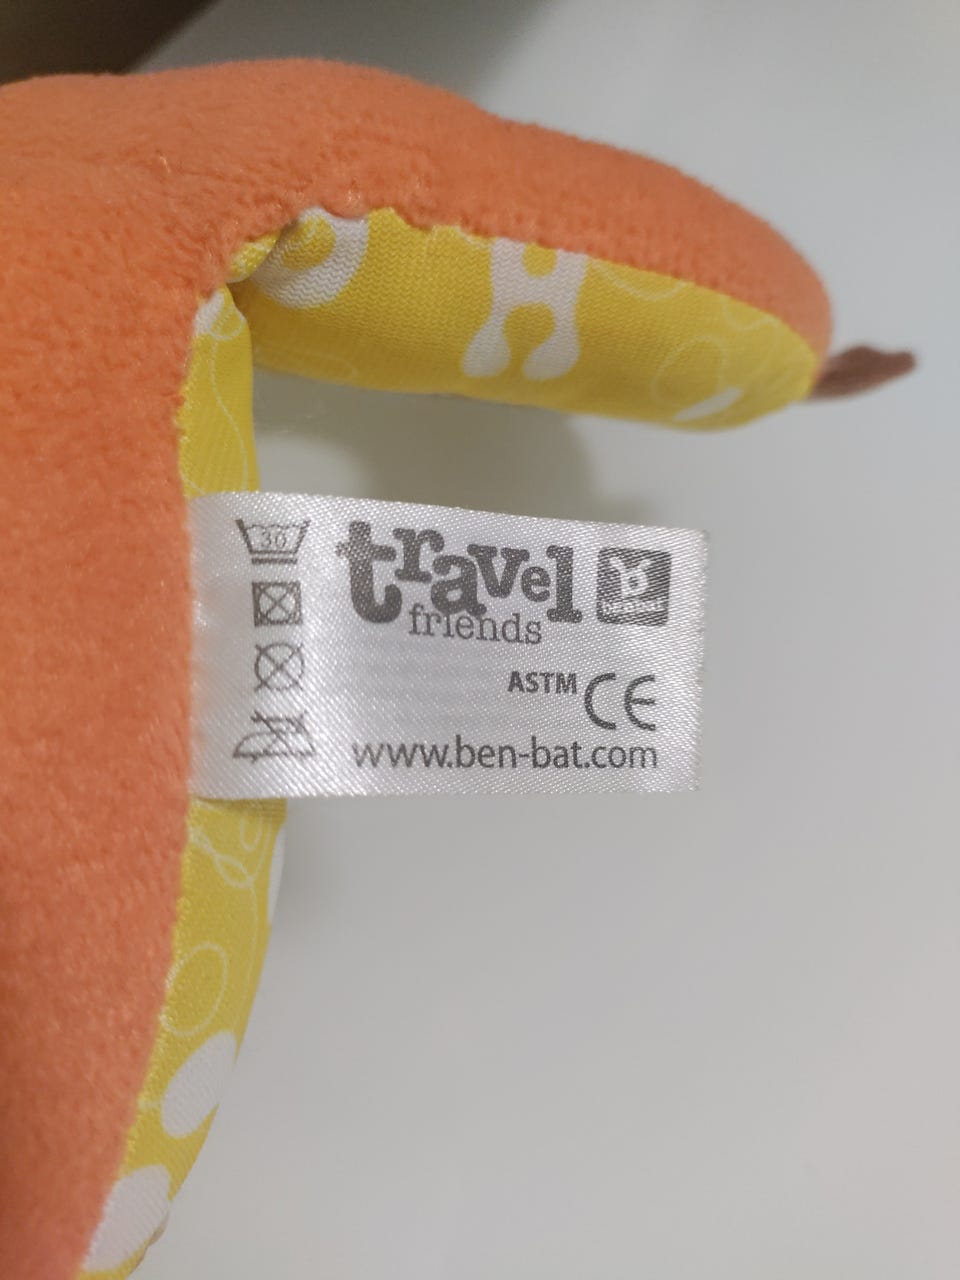 30
travel
friends
ASTM CE
www.ben-bat.com